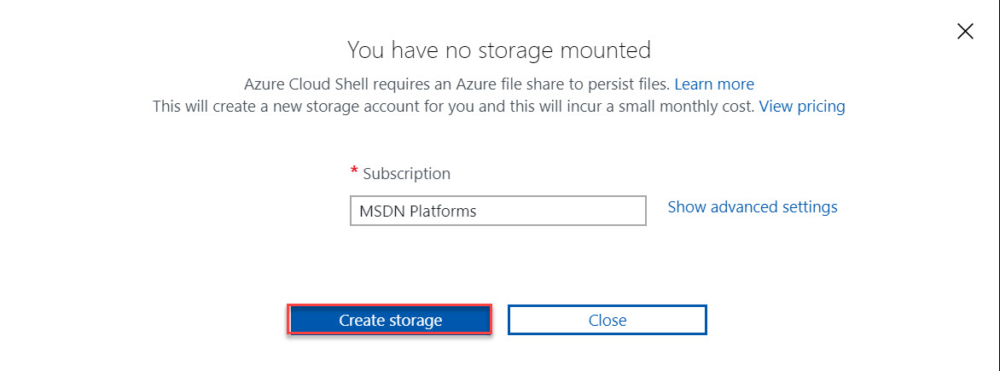 You have no storage mounted
Azure Cloud Shell requires an Azure file share to persist files. Learn more
This will create a new storage account for you and this will incur a small monthly cost. View pricing
* Subscription
MSDN Platforms
Show advanced settings
Create storage
Close